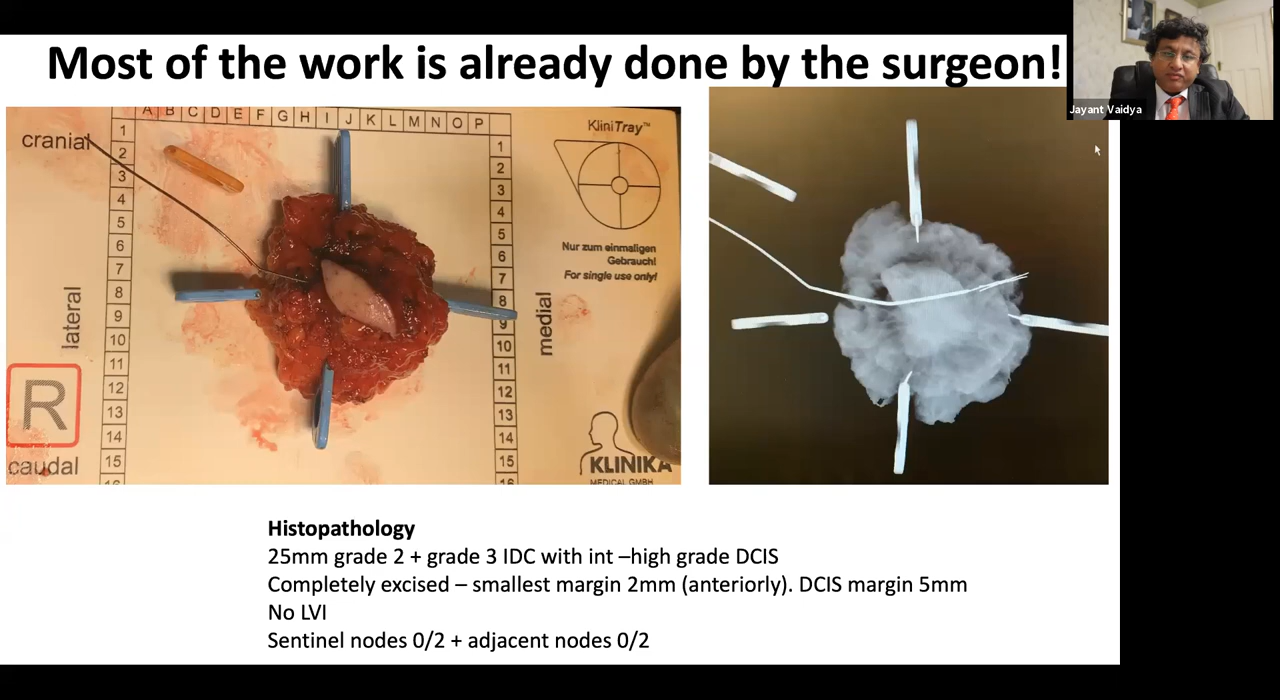 Most of the work is already done by the surgeon!
Jayant Vaidya
A B C D E F G H I J K L M N O P
cranial
lateral
R
caudal
1
2
3
4
5
6
7
8
9
10
11
12
13
14
15
1
2
3
4
5
6
7
8
9
10
11
12
13
14
15
16
medial
KliniTray™
Nur zum einmaligen
Gebrauch!
For single use only!
KLINIKA
MEDICAL GMBH
Histopathology
25mm grade 2 + grade 3 IDC with int –high grade DCIS
Completely excised – smallest margin 2mm (anteriorly). DCIS margin 5mm
No LVI
Sentinel nodes 0/2 + adjacent nodes 0/2